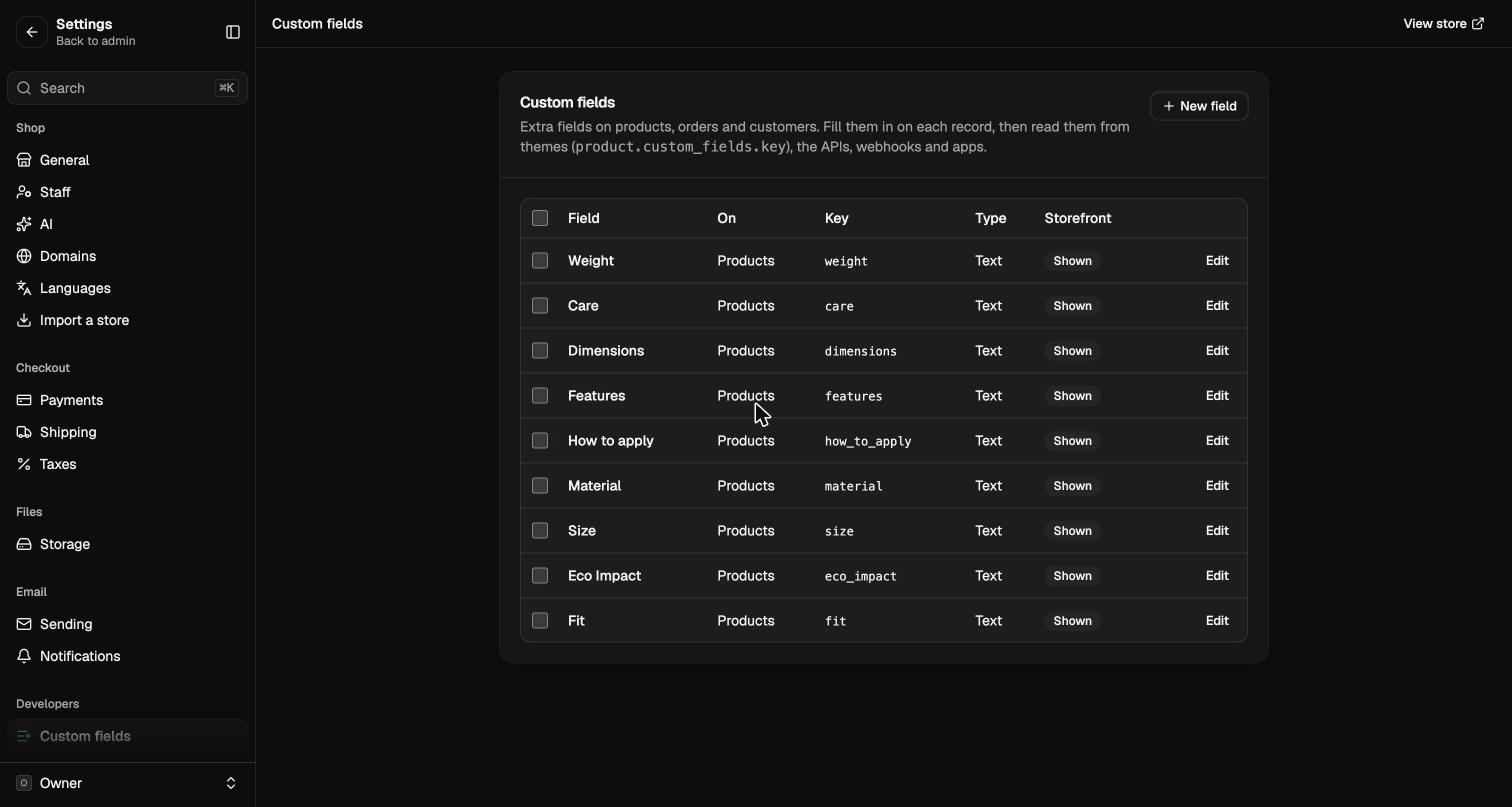 Settings
Back to admin
Search ⌘K
Shop
General
Staff
AI
Domains
Languages
Import a store
Checkout
Payments
Shipping
Taxes
Files
Storage
Email
Sending
Notifications
Developers
Custom fields
O Owner
Custom fields
View store
Custom fields
Extra fields on products, orders and customers. Fill them in on each record, then read them from
themes (product.custom_fields.key), the APIs, webhooks and apps.
+ New field
Field On Key Type Storefront
Weight Products weight Text Shown Edit
Care Products care Text Shown Edit
Dimensions Products dimensions Text Shown Edit
Features Products features Text Shown Edit
How to apply Products how_to_apply Text Shown Edit
Material Products material Text Shown Edit
Size Products size Text Shown Edit
Eco Impact Products eco_impact Text Shown Edit
Fit Products fit Text Shown Edit